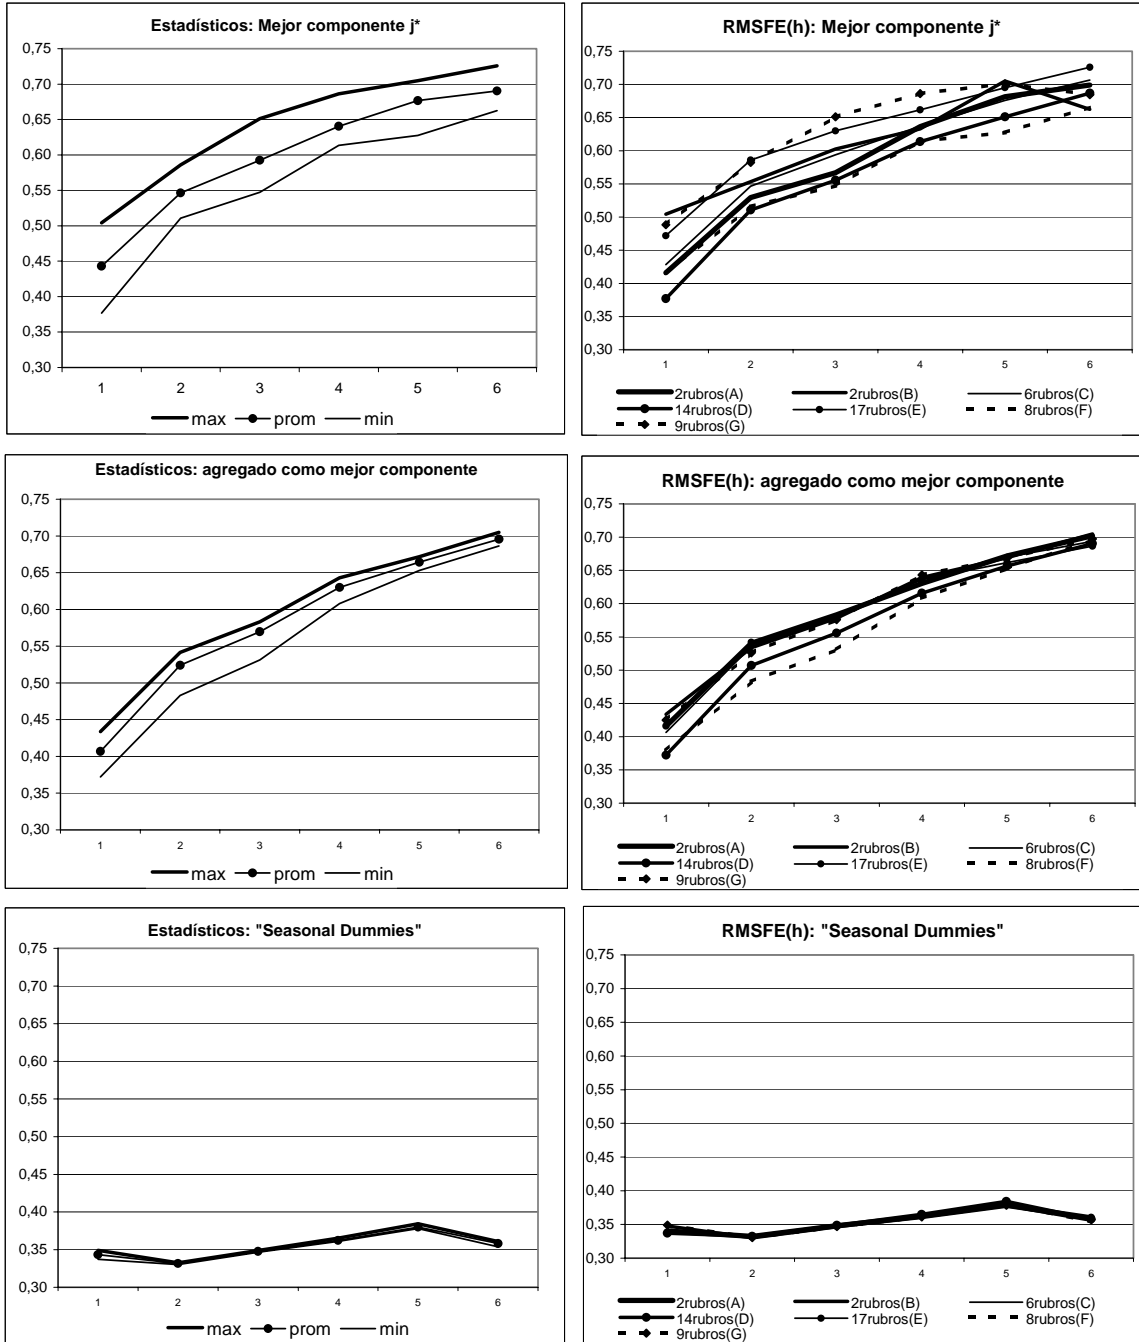 Estadísticos: Mejor componente j*
0,75
0,70
0,65
0,60
0,55
0,50
0,45
0,40
0,35
0,30
1 2 3 4 5 6
max prom min
RMSFE(h): Mejor componente j*
0,75
0,70
0,65
0,60
0,55
0,50
0,45
0,40
0,35
0,30
1 2 3 4 5 6
2rubros(A) 2rubros(B) 6rubros(C)
14rubros(D) 17rubros(E) 8rubros(F)
9rubros(G)
Estadísticos: agregado como mejor componente
0,75
0,70
0,65
0,60
0,55
0,50
0,45
0,40
0,35
0,30
1 2 3 4 5 6
max prom min
RMSFE(h): agregado como mejor componente
0,75
0,70
0,65
0,60
0,55
0,50
0,45
0,40
0,35
0,30
1 2 3 4 5 6
2rubros(A) 2rubros(B) 6rubros(C)
14rubros(D) 17rubros(E) 8rubros(F)
9rubros(G)
Estadísticos: "Seasonal Dummies"
0,75
0,70
0,65
0,60
0,55
0,50
0,45
0,40
0,35
0,30
1 2 3 4 5 6
max prom min
RMSFE(h): "Seasonal Dummies"
0,75
0,70
0,65
0,60
0,55
0,50
0,45
0,40
0,35
0,30
1 2 3 4 5 6
2rubros(A) 2rubros(B) 6rubros(C)
14rubros(D) 17rubros(E) 8rubros(F)
9rubros(G)